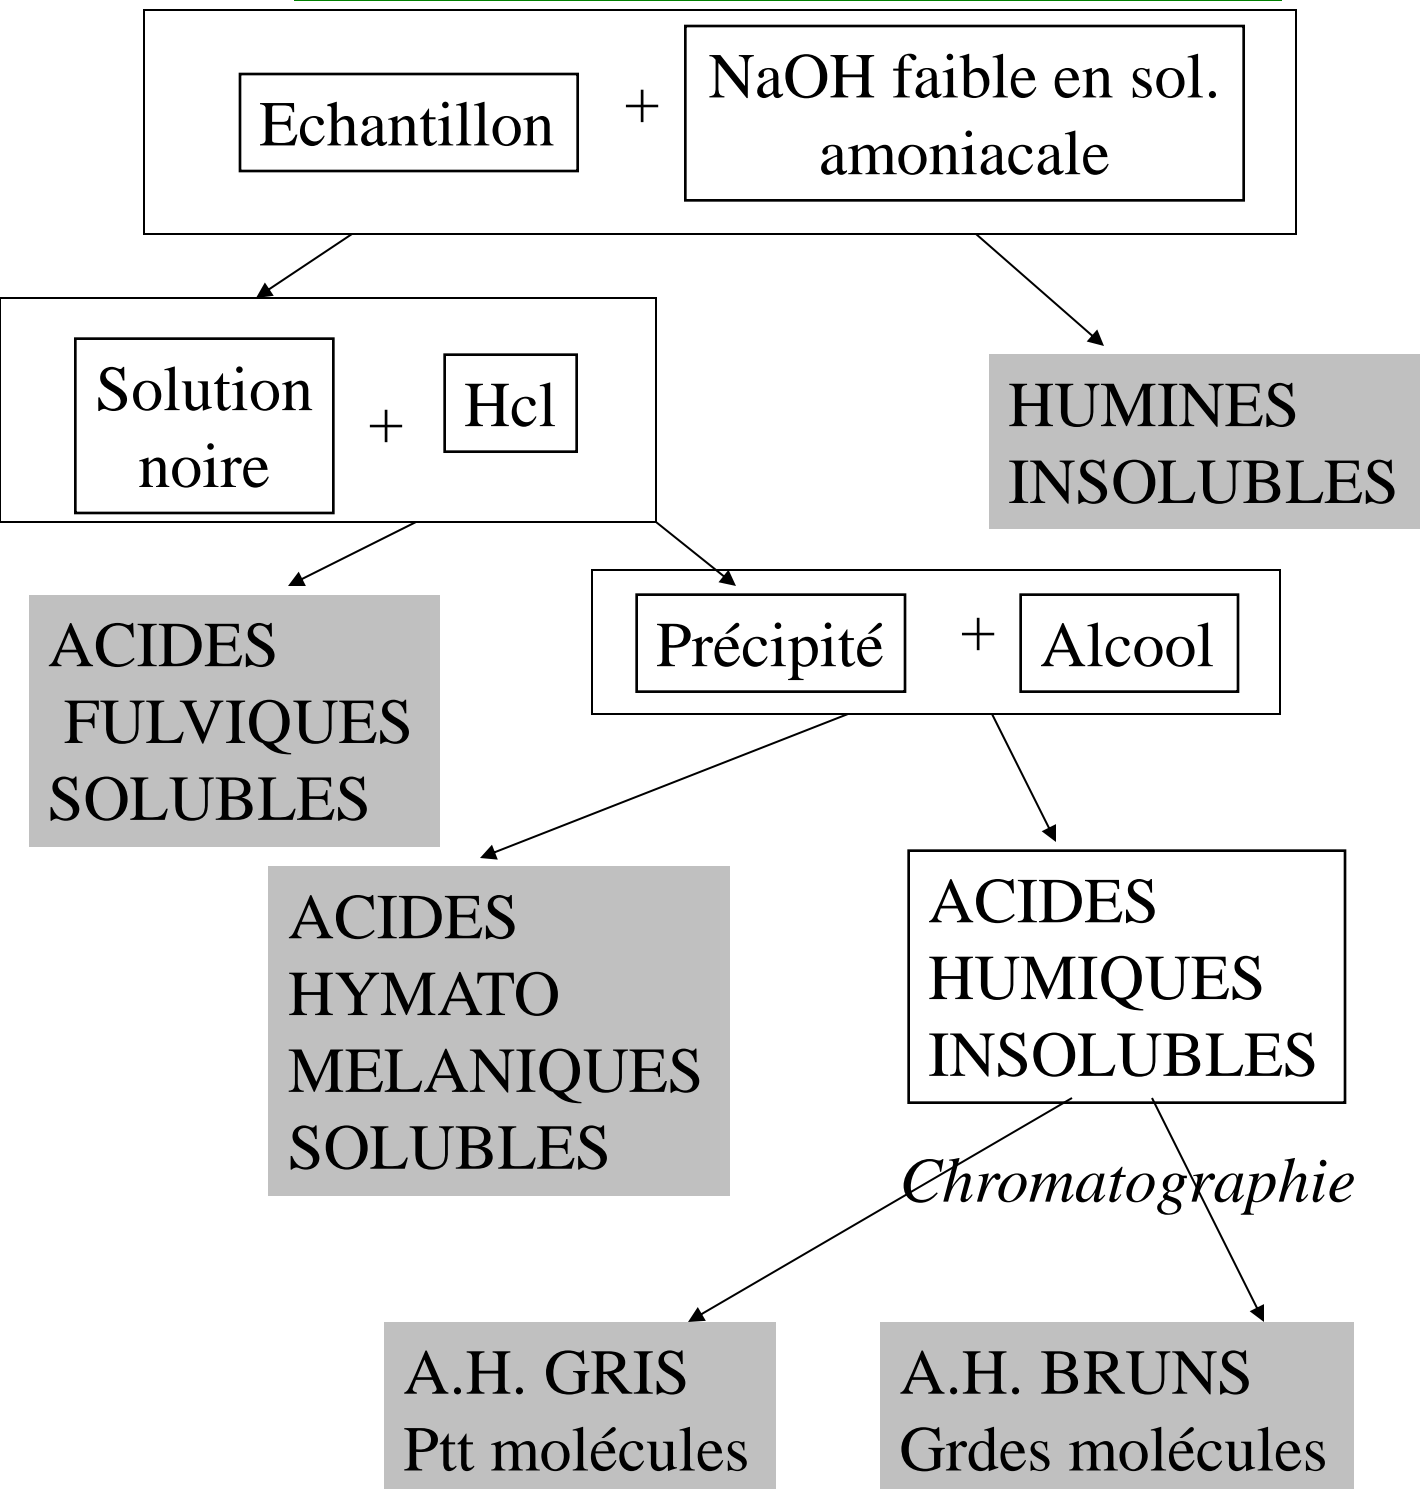 Echantillon
+
NaOH faible en sol.
amoniacale
Solution
noire
+
Hcl
HUMINES
INSOLUBLES
ACIDES
FULVIQUES
SOLUBLES
Précipité
+
Alcool
ACIDES
HYMATO
MELANIQUES
SOLUBLES
ACIDES
HUMIQUES
INSOLUBLES
Chromatographie
A.H. GRIS
Ptt molécules
A.H. BRUNS
Grdes molécules